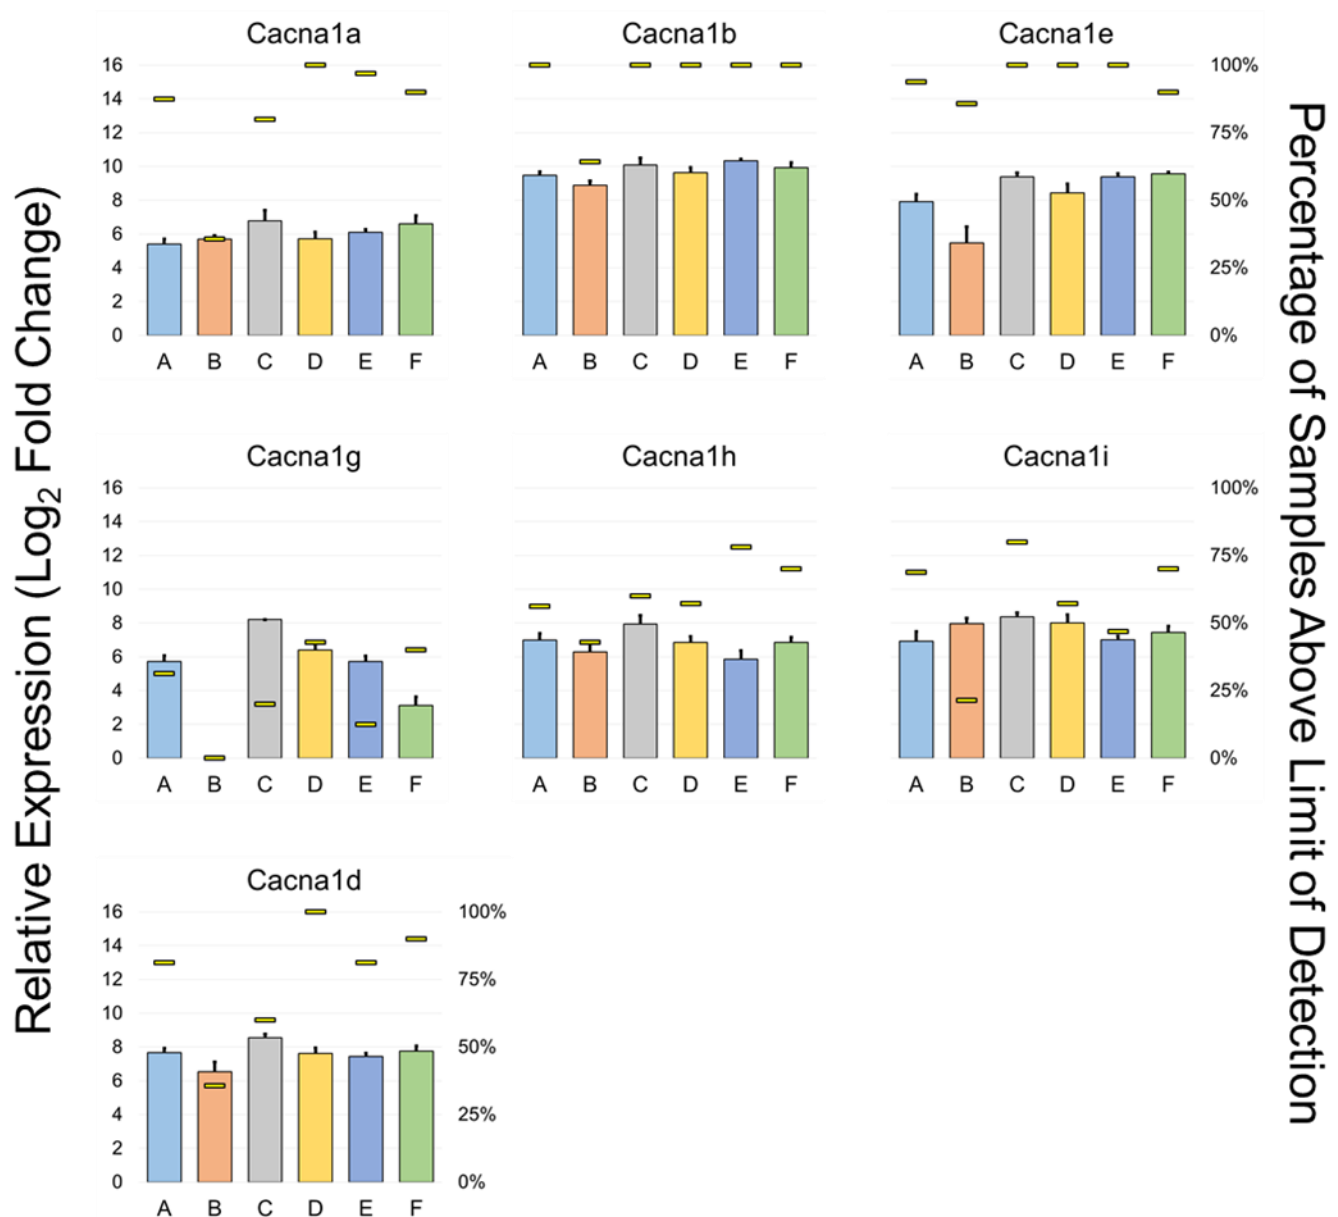 Relative Expression (Log2 Fold Change)
Percentage of Samples Above Limit of Detection
Cacna1a
16
14
12
10
8
6
4
2
0
A B C D E F
Cacna1b
A B C D E F
Cacna1e
100%
75%
50%
25%
0%
A B C D E F
Cacna1g
16
14
12
10
8
6
4
2
0
A B C D E F
Cacna1h
A B C D E F
Cacna1i
100%
75%
50%
25%
0%
A B C D E F
Cacna1d
16
14
12
10
8
6
4
2
0
100%
75%
50%
25%
0%
A B C D E F